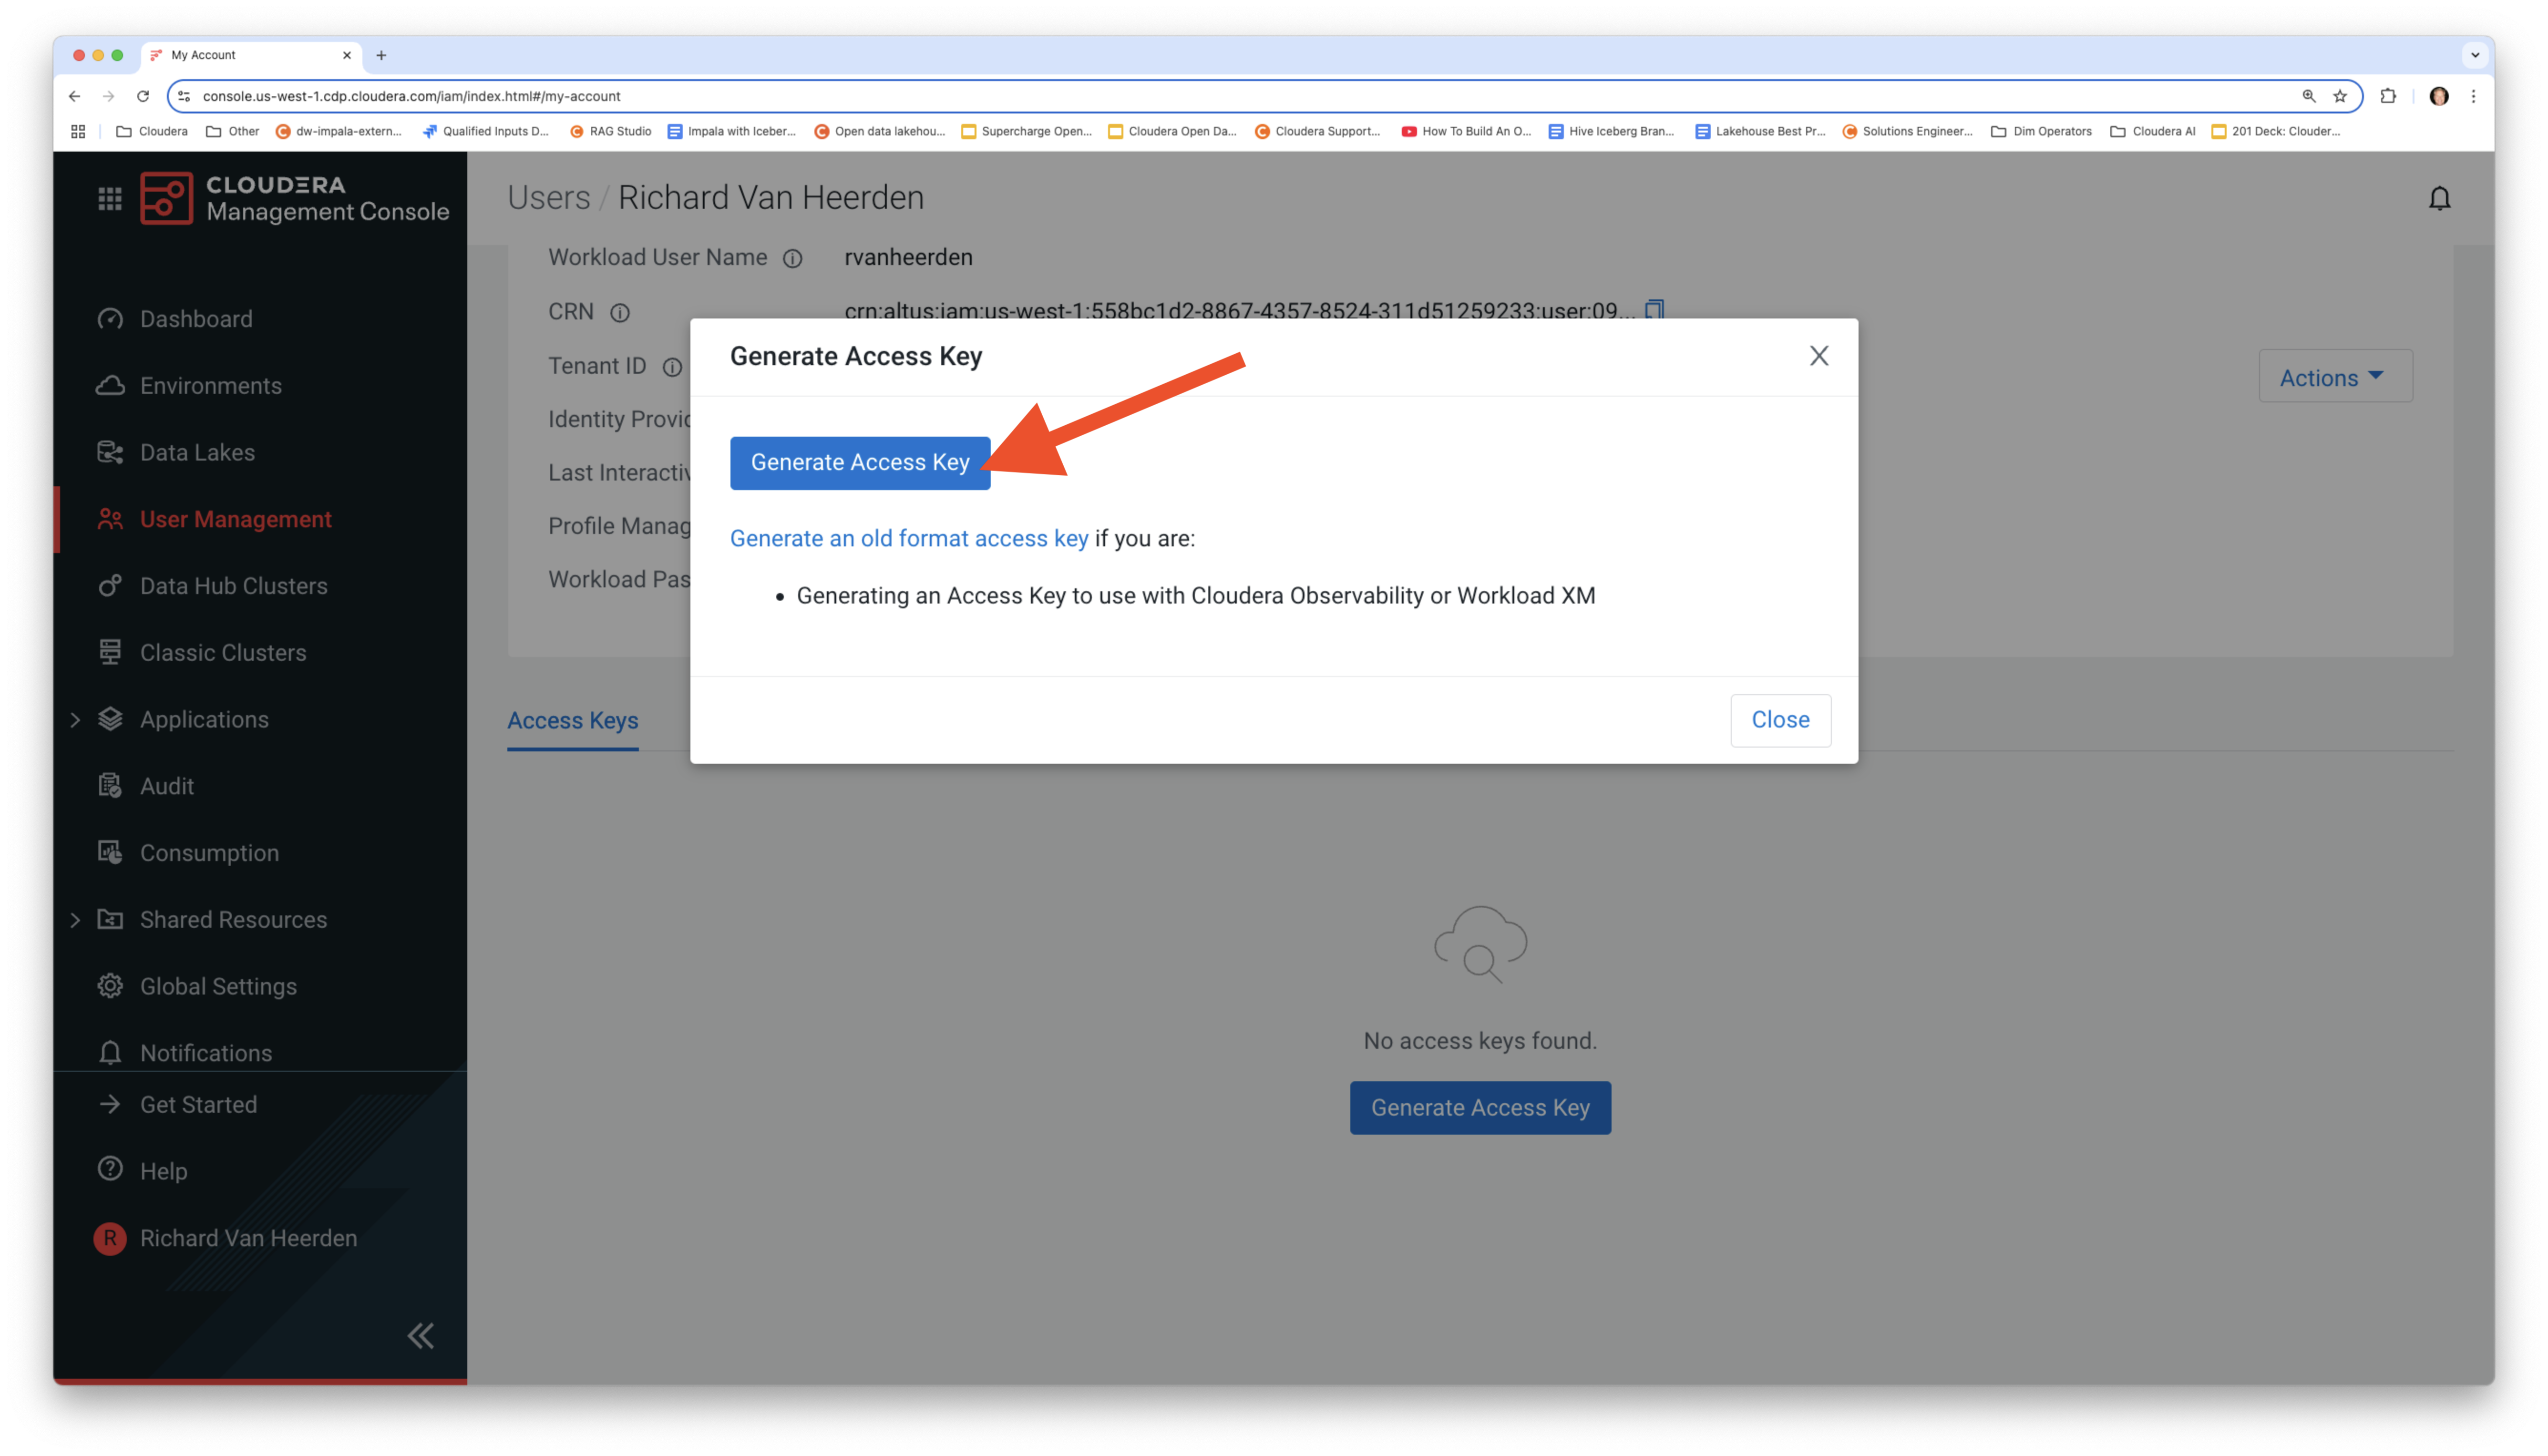 My Account
console.us-west-1.cdp.cloudera.com/iam/index.html#/my-account
Cloudera Other dw-impala-extern... Qualified Inputs D... RAG Studio Impala with Iceber... Open data lakehou... Supercharge Open... Cloudera Open Da... Cloudera Support... How To Build An O... Hive Iceberg Bran... Lakehouse Best Pr... Solutions Engineer... Dim Operators Cloudera AI 201 Deck: Clouder...
CLOUDERA
Management Console
Dashboard
Environments
Data Lakes
User Management
Data Hub Clusters
Classic Clusters
Applications
Audit
Consumption
Shared Resources
Global Settings
Notifications
Get Started
Help
R Richard Van Heerden
Users / Richard Van Heerden
Workload User Name rvanheerden
CRN crn:altus:iam:us-west-1:558bc1d2-8867-4357-8524-311d51259233:user:09...
Tenant ID
Identity Provid
Last Interactiv
Profile Manag
Workload Pas
Actions
Generate Access Key
Generate Access Key
Generate an old format access key if you are:
• Generating an Access Key to use with Cloudera Observability or Workload XM
Close
Access Keys
No access keys found.
Generate Access Key